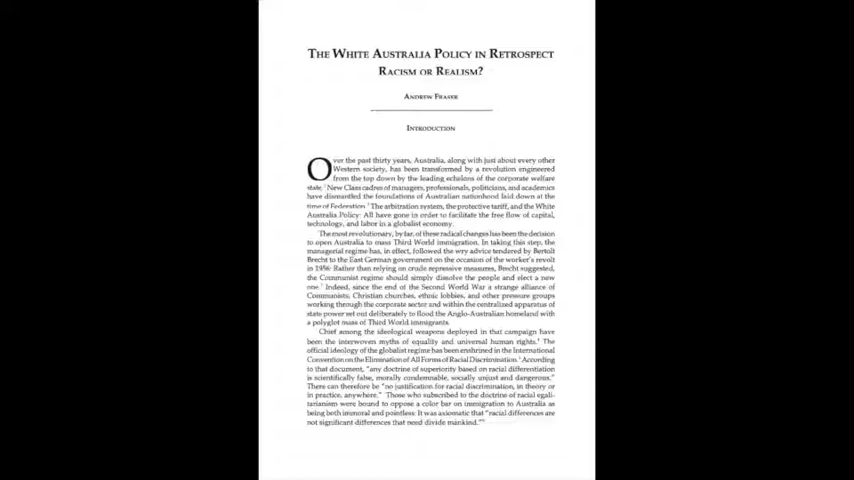 THE WHITE AUSTRALIA POLICY IN RETROSPECT
RACISM OR REALISM?
ANDREW FRASER
INTRODUCTION
Over the past thirty years, Australia, along with just about every other
Western society, has been transformed by a revolution engineered
from the top down by the leading echelons of the corporate welfare
state.¹ New Class cadres of managers, professionals, politicians, and academics
have dismantled the foundations of Australian nationhood laid down at the
time of Federation.² The arbitration system, the protective tariff, and the White
Australia Policy: All have gone in order to facilitate the free flow of capital,
technology, and labor in a globalist economy.
The most revolutionary, by far, of these radical changes has been the decision
to open Australia to mass Third World immigration. In taking this step, the
managerial regime has, in effect, followed the wry advice tendered by Bertolt
Brecht to the East German government on the occasion of the worker's revolt
in 1956: Rather than relying on crude repressive measures, Brecht suggested,
the Communist regime should simply dissolve the people and elect a new
one.³ Indeed, since the end of the Second World War a strange alliance of
Communists, Christian churches, ethnic lobbies, and other pressure groups
working through the corporate sector and within the centralized apparatus of
state power set out deliberately to flood the Anglo-Australian homeland with
a polyglot mass of Third World immigrants.
Chief among the ideological weapons deployed in that campaign have
been the interwoven myths of equality and universal human rights.⁴ The
official ideology of the globalist regime has been enshrined in the International
Convention on the Elimination of All Forms of Racial Discrimination.⁵ According
to that document, "any doctrine of superiority based on racial differentiation
is scientifically false, morally condemnable, socially unjust and dangerous."
There can therefore be "no justification for racial discrimination, in theory or
in practice, anywhere." Those who subscribed to the doctrine of racial egali-
tarianism were bound to oppose a color bar on immigration to Australia as
being both immoral and pointless: It was axiomatic that "racial differences are
not significant differences that need divide mankind."⁶